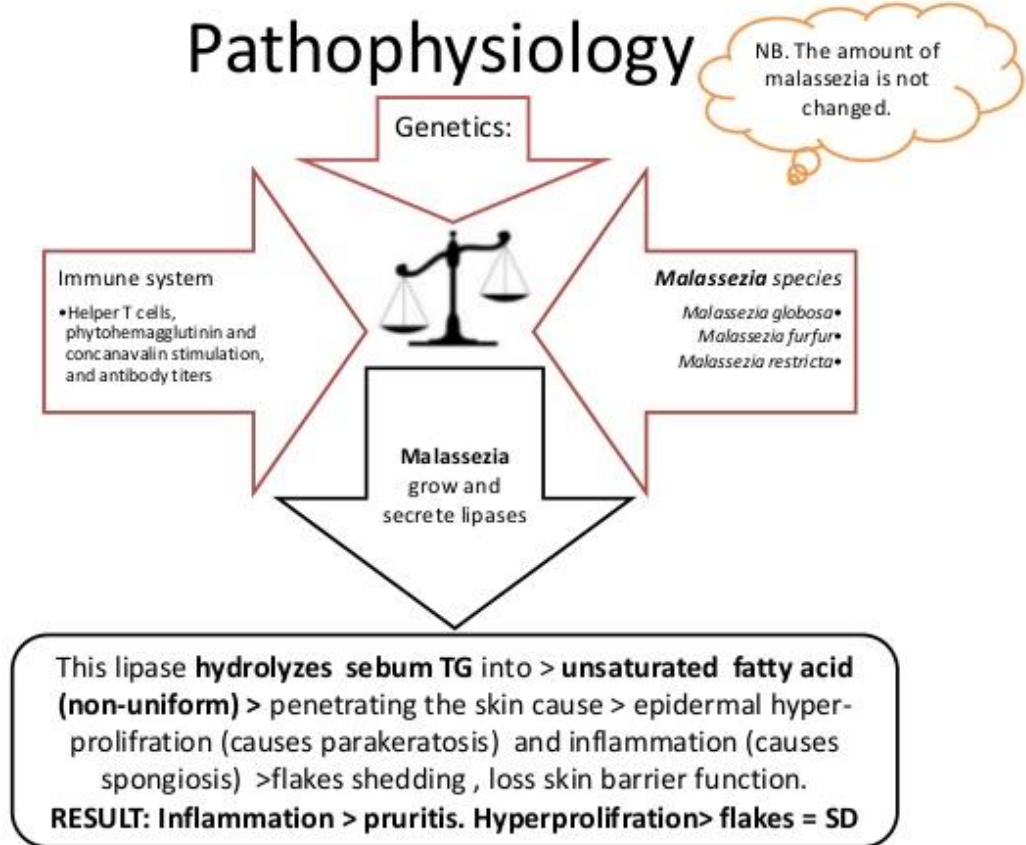 Pathophysiology
NB. The amount of
malassezia is not
changed.
Genetics:
Immune system
•Helper T cells,
phytohemagglutinin and
concanavalin stimulation,
and antibody titers
Malassezia species
Malassezia globosa•
Malassezia furfur•
Malassezia restricta•
Malassezia
grow and
secrete lipases
This lipase hydrolyzes sebum TG into > unsaturated fatty acid
(non-uniform) > penetrating the skin cause > epidermal hyper-
prolifration (causes parakeratosis) and inflammation (causes
spongiosis) >flakes shedding , loss skin barrier function.
RESULT: Inflammation > pruritis. Hyperprolifration> flakes = SD